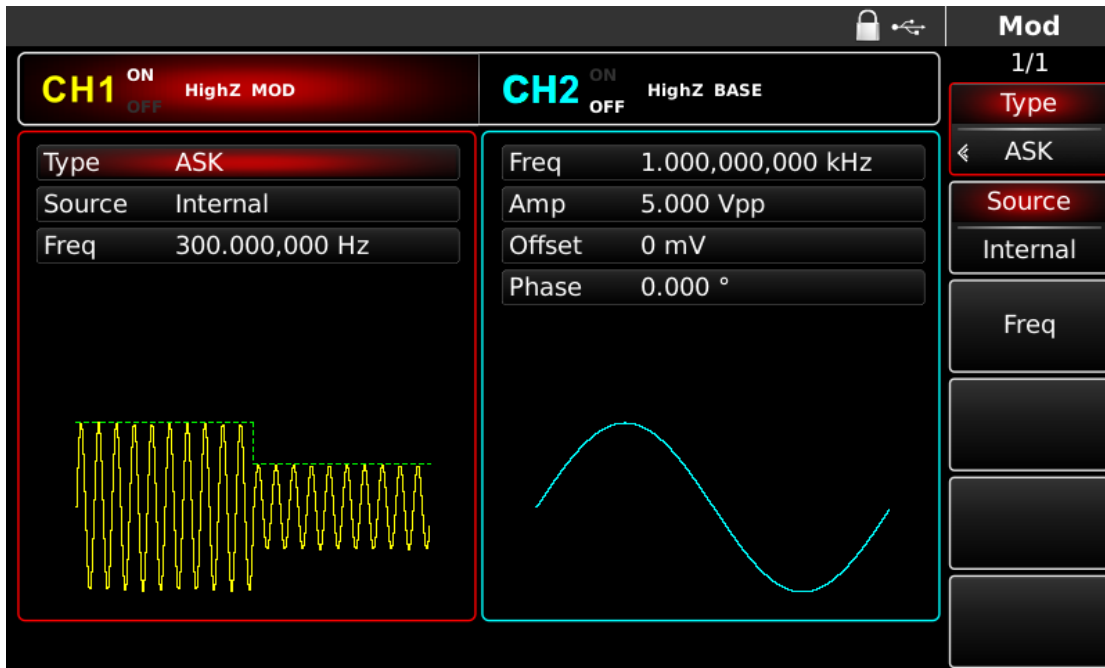 Mod
1/1
CH1 ON OFF HighZ MOD
CH2 ON OFF HighZ BASE
Type
ASK
Type ASK
Source Internal
Freq 300.000,000 Hz
Freq 1.000,000,000 kHz
Amp 5.000 Vpp
Offset 0 mV
Phase 0.000 °
Source
Internal
Freq